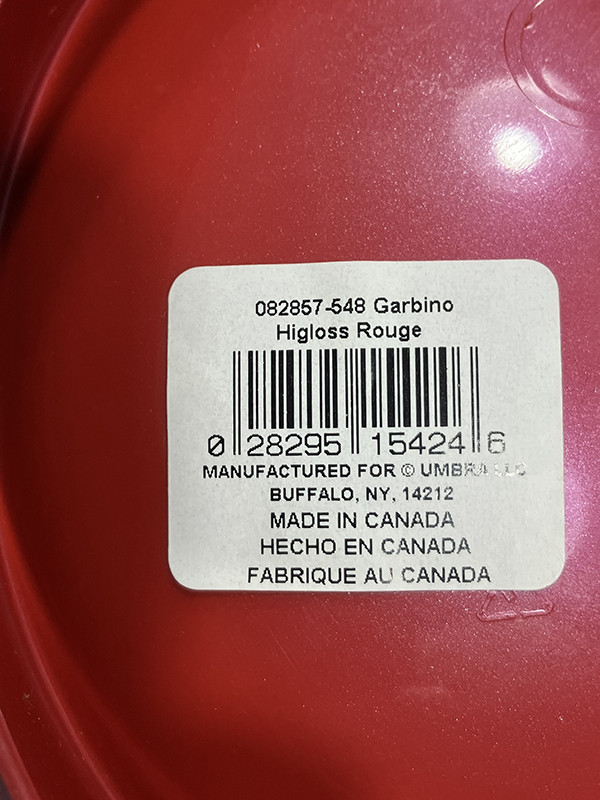 082857-548 Garbino
Higloss Rouge
0 28295 15424 6
MANUFACTURED FOR © UMBRA LLC
BUFFALO, NY, 14212
MADE IN CANADA
HECHO EN CANADA
FABRIQUE AU CANADA